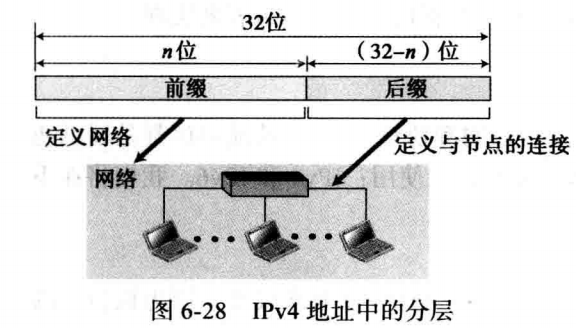 32位
n位 （32-n）位
前缀 后缀
定义网络 定义与节点的连接
网络
图 6-28 IPv4 地址中的分层